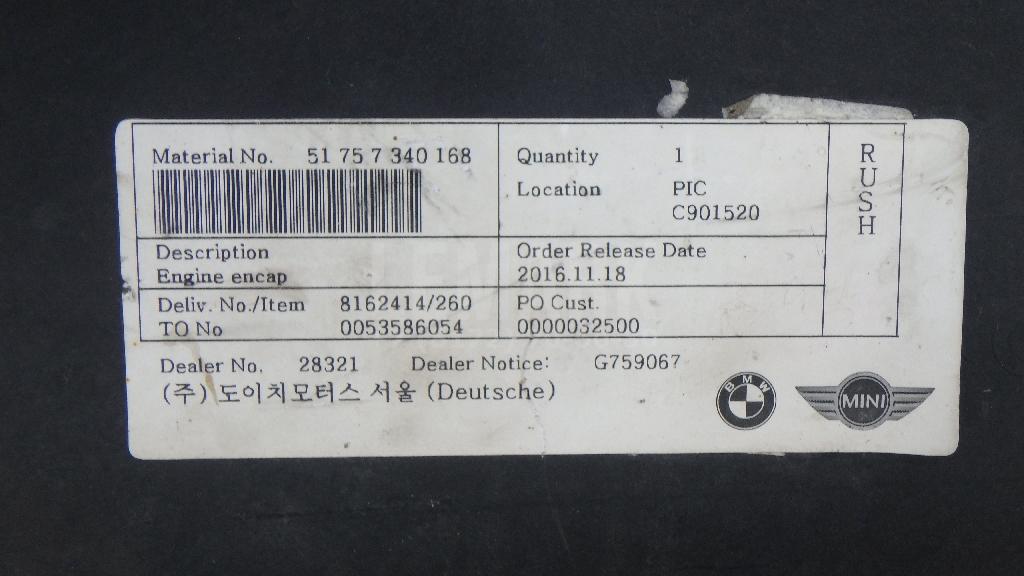 Material No. 51 75 7 340 168
Quantity 1
Location PIC
C901520
RUSH
Description
Engine encap
Order Release Date
2016.11.18
Deliv. No./Item 8162414/260
TO No 0053586054
PO Cust.
0000032500
Dealer No. 28321 Dealer Notice: G759067
(주) 도이치모터스 서울 (Deutsche)
BMW
MINI